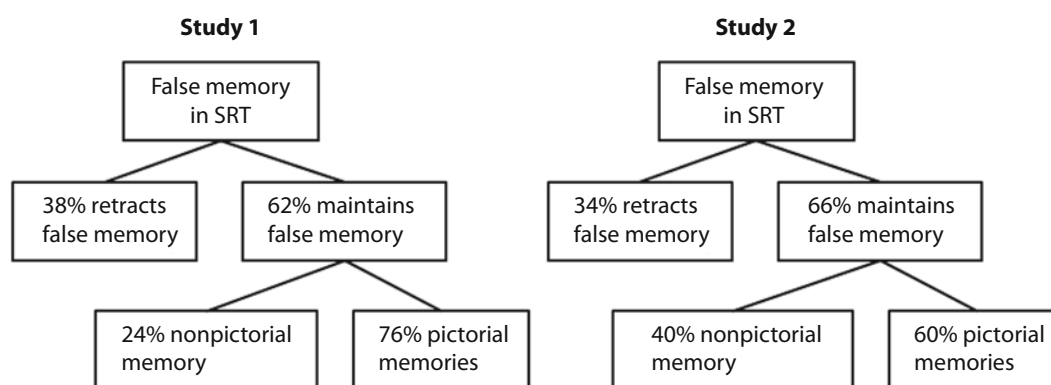 Study 1
False memory
in SRT
38% retracts
false memory
62% maintains
false memory
24% nonpictorial
memory
76% pictorial
memories
Study 2
False memory
in SRT
34% retracts
false memory
66% maintains
false memory
40% nonpictorial
memory
60% pictorial
memories